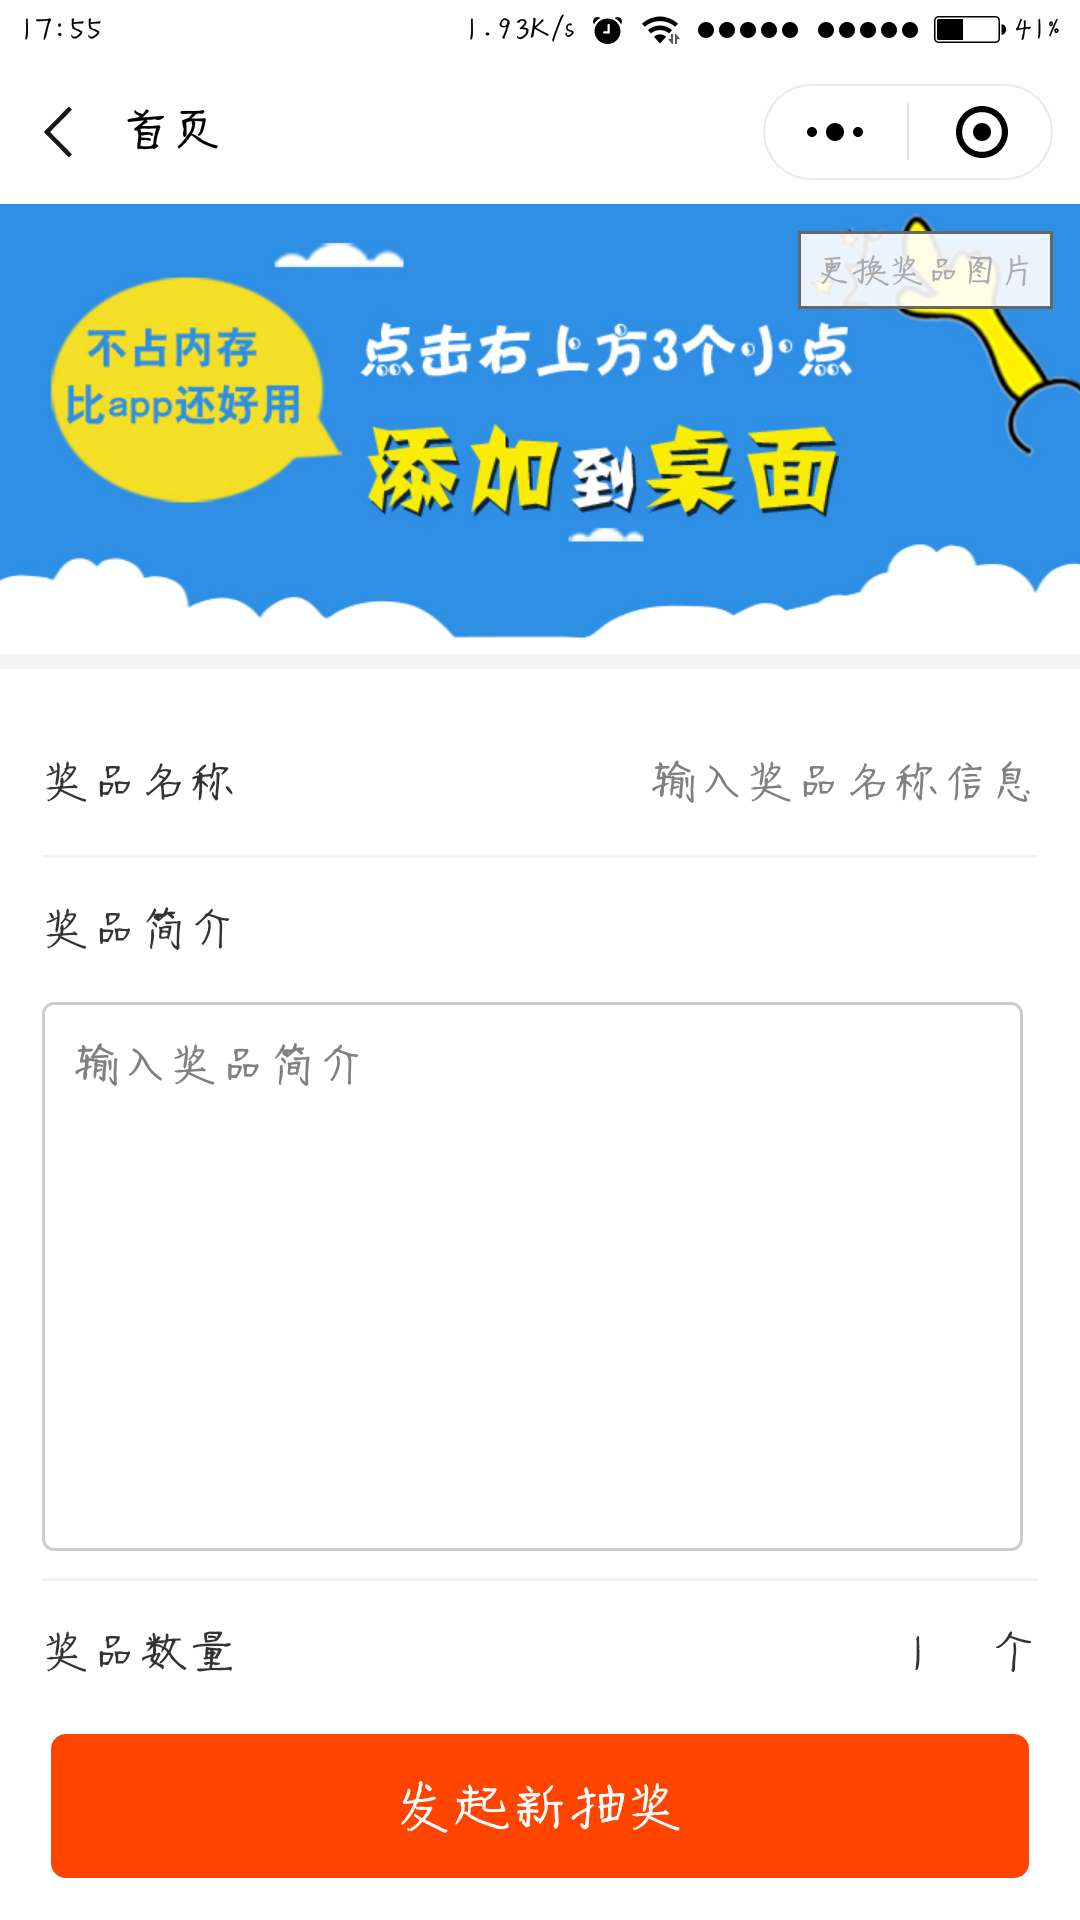 17:55
1.93K/s
41%
首页
更换奖品图片
不占内存
比app还好用
点击右上方3个小点
添加到桌面
奖品名称
输入奖品名称信息
奖品简介
输入奖品简介
奖品数量
1 个
发起新抽奖